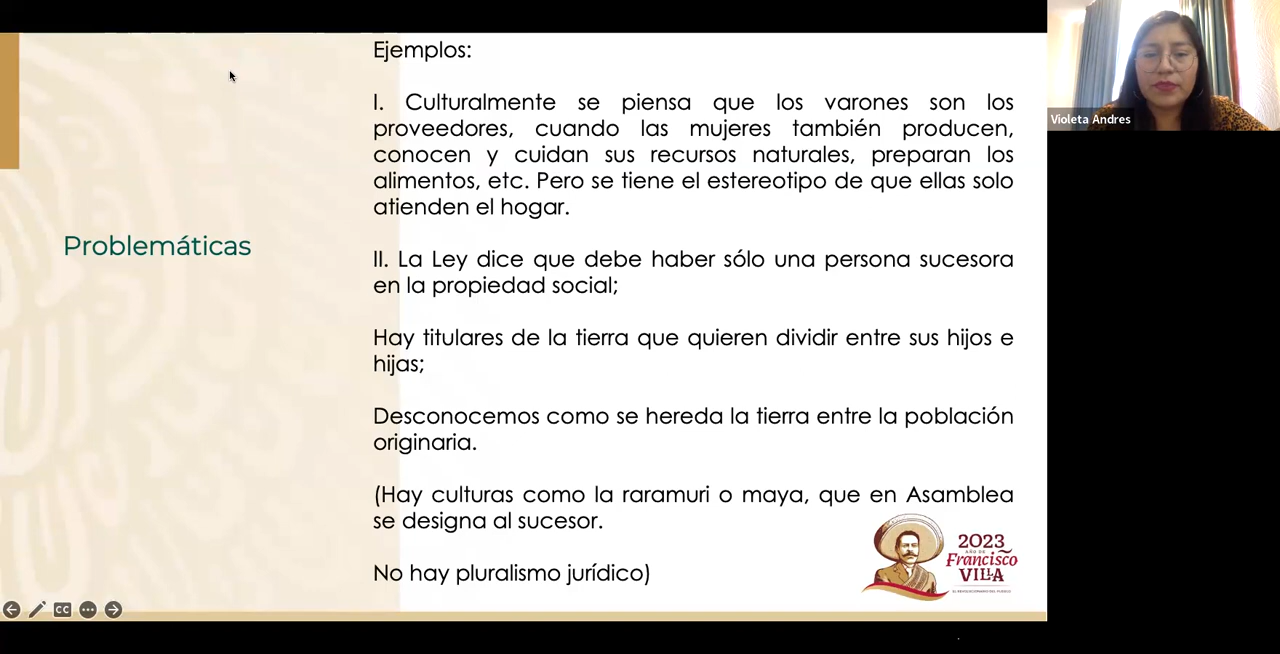 Ejemplos:
I. Culturalmente se piensa que los varones son los
proveedores, cuando las mujeres también producen,
conocen y cuidan sus recursos naturales, preparan los
alimentos, etc. Pero se tiene el estereotipo de que ellas solo
atienden el hogar.
Problemáticas
II. La Ley dice que debe haber sólo una persona sucesora
en la propiedad social;
Hay titulares de la tierra que quieren dividir entre sus hijos e
hijas;
Desconocemos como se hereda la tierra entre la población
originaria.
(Hay culturas como la raramuri o maya, que en Asamblea
se designa al sucesor.
No hay pluralismo jurídico)
2023
AÑO DE
Francisco
VILLA
EL REVOLUCIONARIO DEL PUEBLO
CC
Violeta Andres